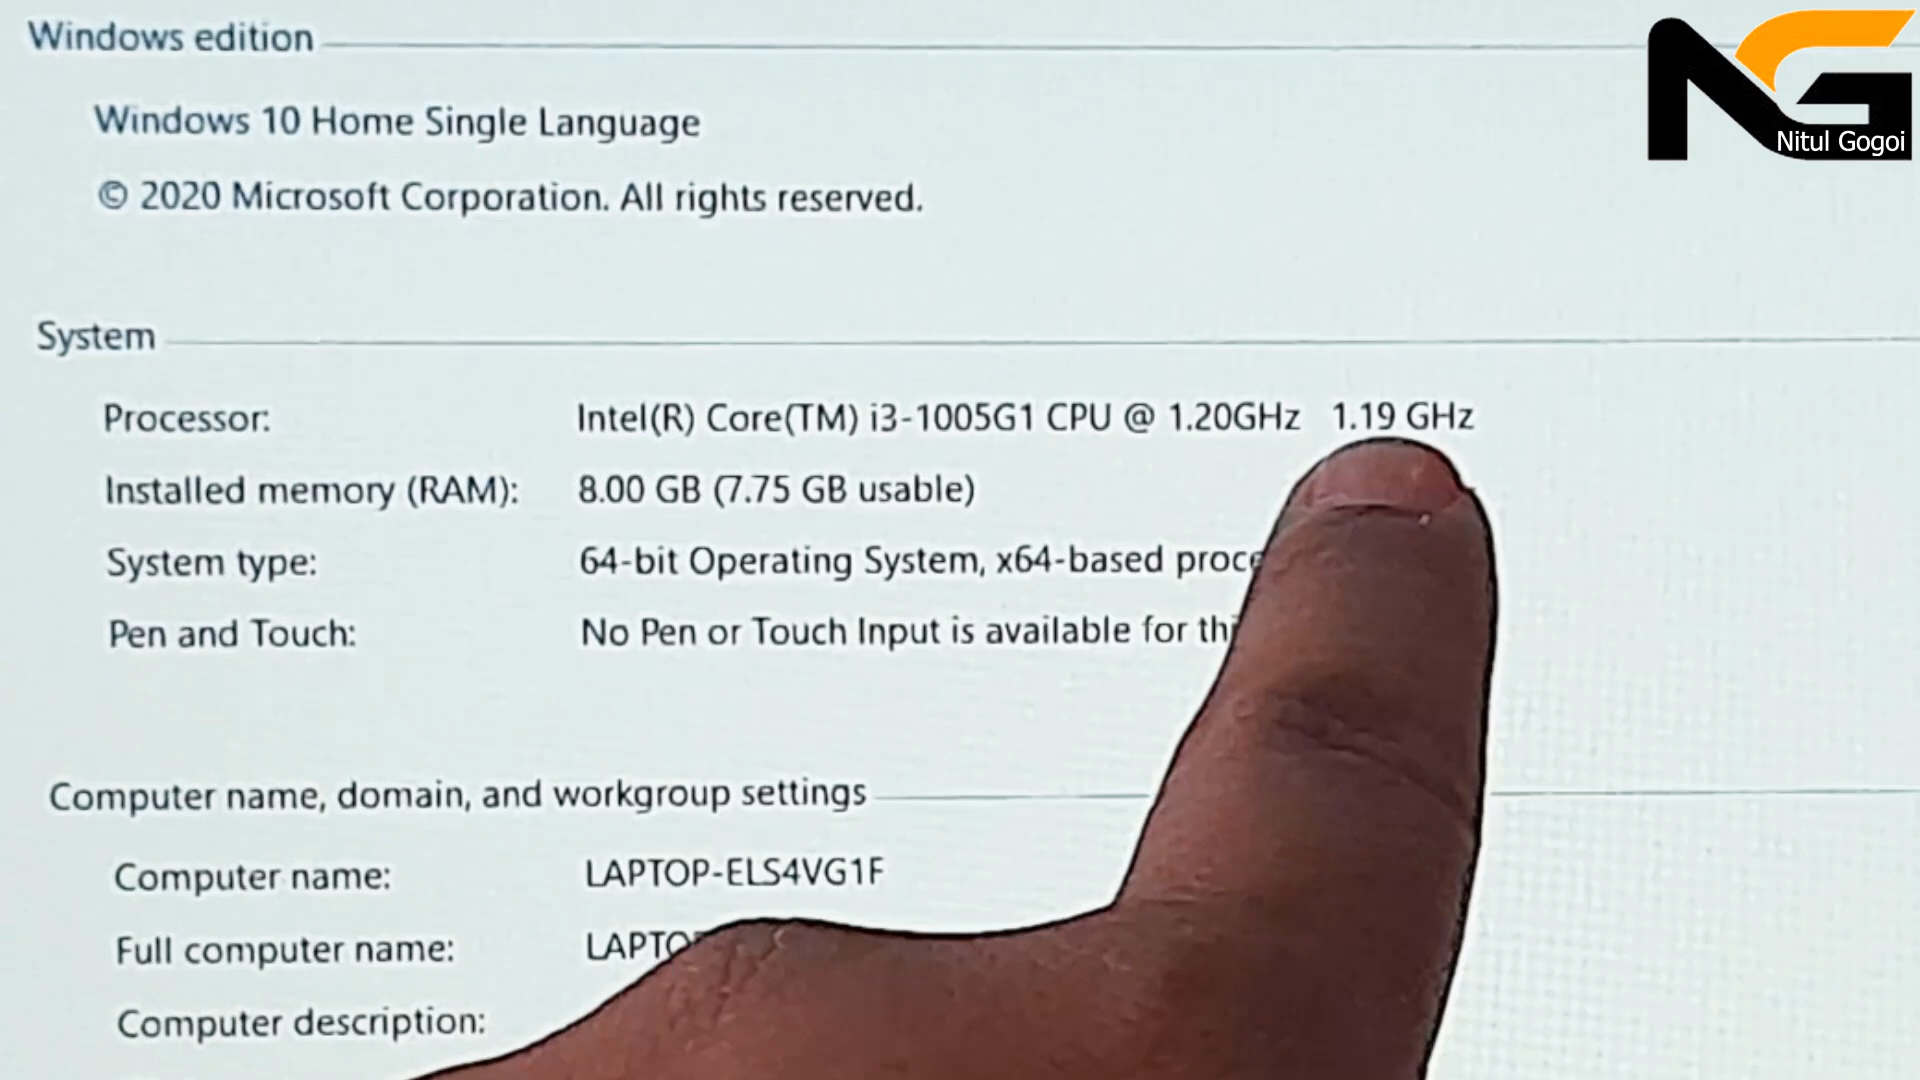 Windows edition
Windows 10 Home Single Language
© 2020 Microsoft Corporation. All rights reserved.
System
Processor: Intel(R) Core(TM) i3-1005G1 CPU @ 1.20GHz 1.19 GHz
Installed memory (RAM): 8.00 GB (7.75 GB usable)
System type: 64-bit Operating System, x64-based
Pen and Touch: No Pen or Touch Input is available for
Computer name, domain, and workgroup settings
Computer name: LAPTOP-ELS4VG1F
Full computer name:
Computer description:
NG
Nitul Gogoi